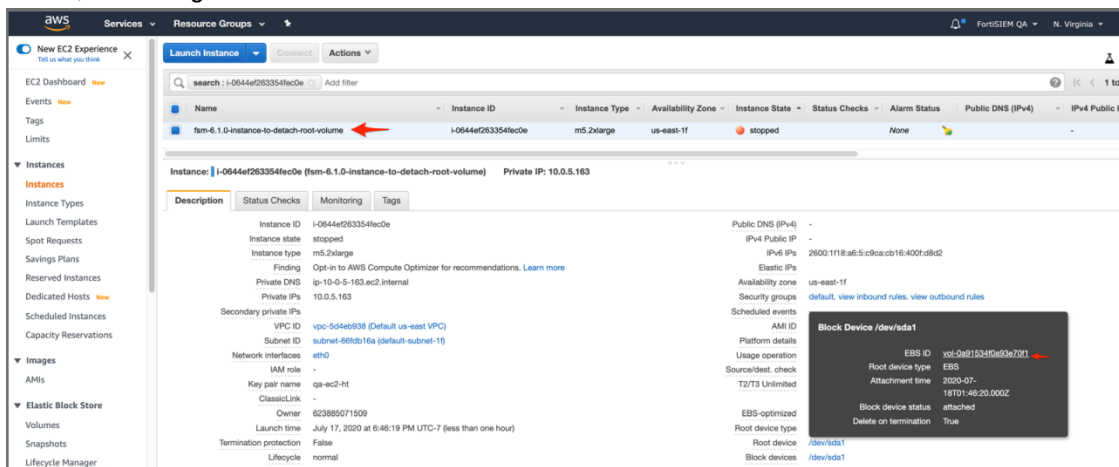 aws Services Resource Groups FortiSIEM QA N. Virginia
New EC2 Experience
Tell us what you think
Launch Instance Connect Actions
EC2 Dashboard New
Events New
Tags
Limits
Instances
Instances
Instance Types
Launch Templates
Spot Requests
Savings Plans
Reserved Instances
Dedicated Hosts New
Scheduled Instances
Capacity Reservations
Images
AMIs
Elastic Block Store
Volumes
Snapshots
Lifecycle Manager
search : i-0644ef263354fec0e Add filter 1 to
Name Instance ID Instance Type Availability Zone Instance State Status Checks Alarm Status Public DNS (IPv4) IPv4 Public
fsm-6.1.0-instance-to-detach-root-volume i-0644ef263354fec0e m5.2xlarge us-east-1f stopped None -
Instance: i-0644ef263354fec0e (fsm-6.1.0-instance-to-detach-root-volume) Private IP: 10.0.5.163
Description Status Checks Monitoring Tags
Instance ID i-0644ef263354fec0e
Instance state stopped
Instance type m5.2xlarge
Finding Opt-in to AWS Compute Optimizer for recommendations. Learn more
Private DNS ip-10-0-5-163.ec2.internal
Private IPs 10.0.5.163
Secondary private IPs
VPC ID vpc-5d4eb938 (Default us-east VPC)
Subnet ID subnet-66fdb16a (default-subnet-1f)
Network interfaces eth0
IAM role -
Key pair name qa-ec2-ht
ClassicLink -
Owner 623885071509
Launch time July 17, 2020 at 6:46:19 PM UTC-7 (less than one hour)
Termination protection False
Lifecycle normal
Public DNS (IPv4) -
IPv4 Public IP -
IPv6 IPs 2600:1f18:a6:5:c9ca:cb16:400f:d8d2
Elastic IPs
Availability zone us-east-1f
Security groups default. view inbound rules. view outbound rules
Scheduled events
AMI ID
Platform details
Usage operation
Source/dest. check
T2/T3 Unlimited
EBS-optimized
Root device type
Root device /dev/sda1
Block devices /dev/sda1
Block Device /dev/sda1
EBS ID vol-0a91534f0a93e70f1
Root device type EBS
Attachment time 2020-07-
18T01:46:20.000Z
Block device status attached
Delete on termination True